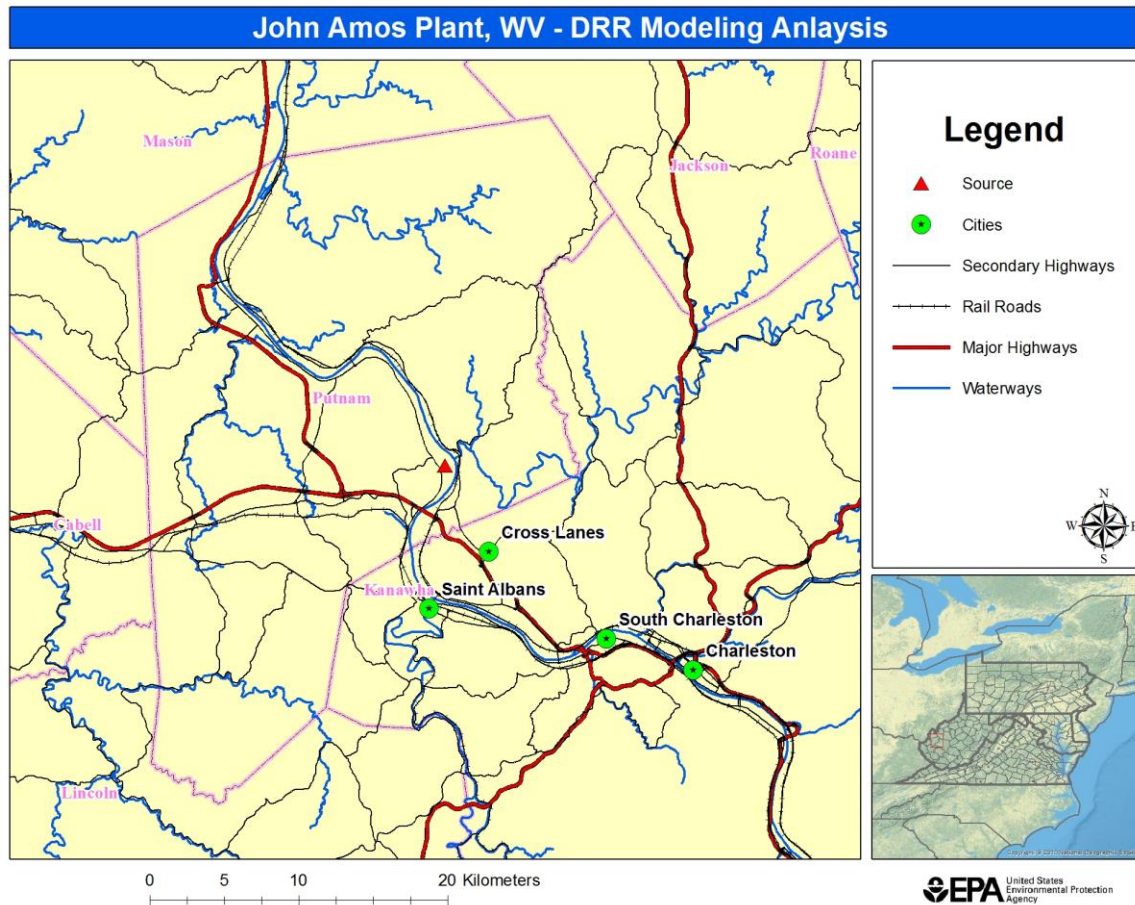 John Amos Plant, WV - DRR Modeling Anlaysis
Mason
Jackson
Roane
Putnam
Cabell
Cross Lanes
Kanawha
Saint Albans
South Charleston
Charleston
Lincoln
0 5 10 20 Kilometers
Legend
Source
Cities
Secondary Highways
Rail Roads
Major Highways
Waterways
N
W E
S
EPA
United States
Environmental Protection
Agency